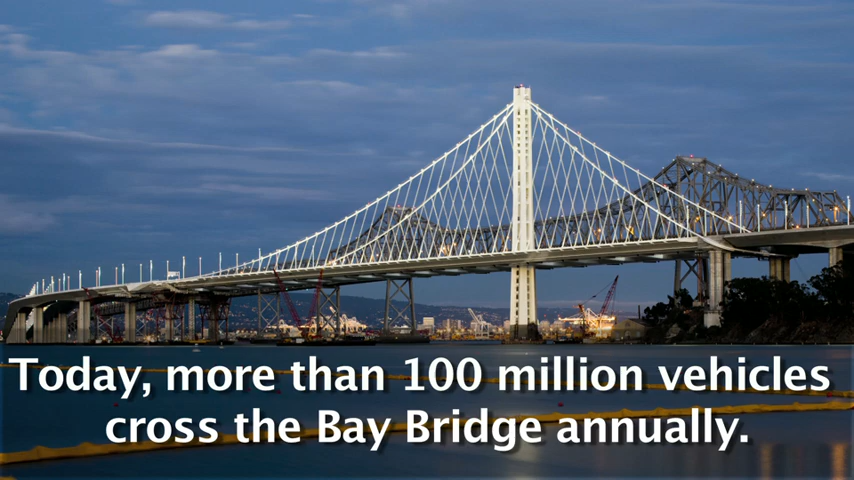 Today, more than 100 million vehicles
cross the Bay Bridge annually.